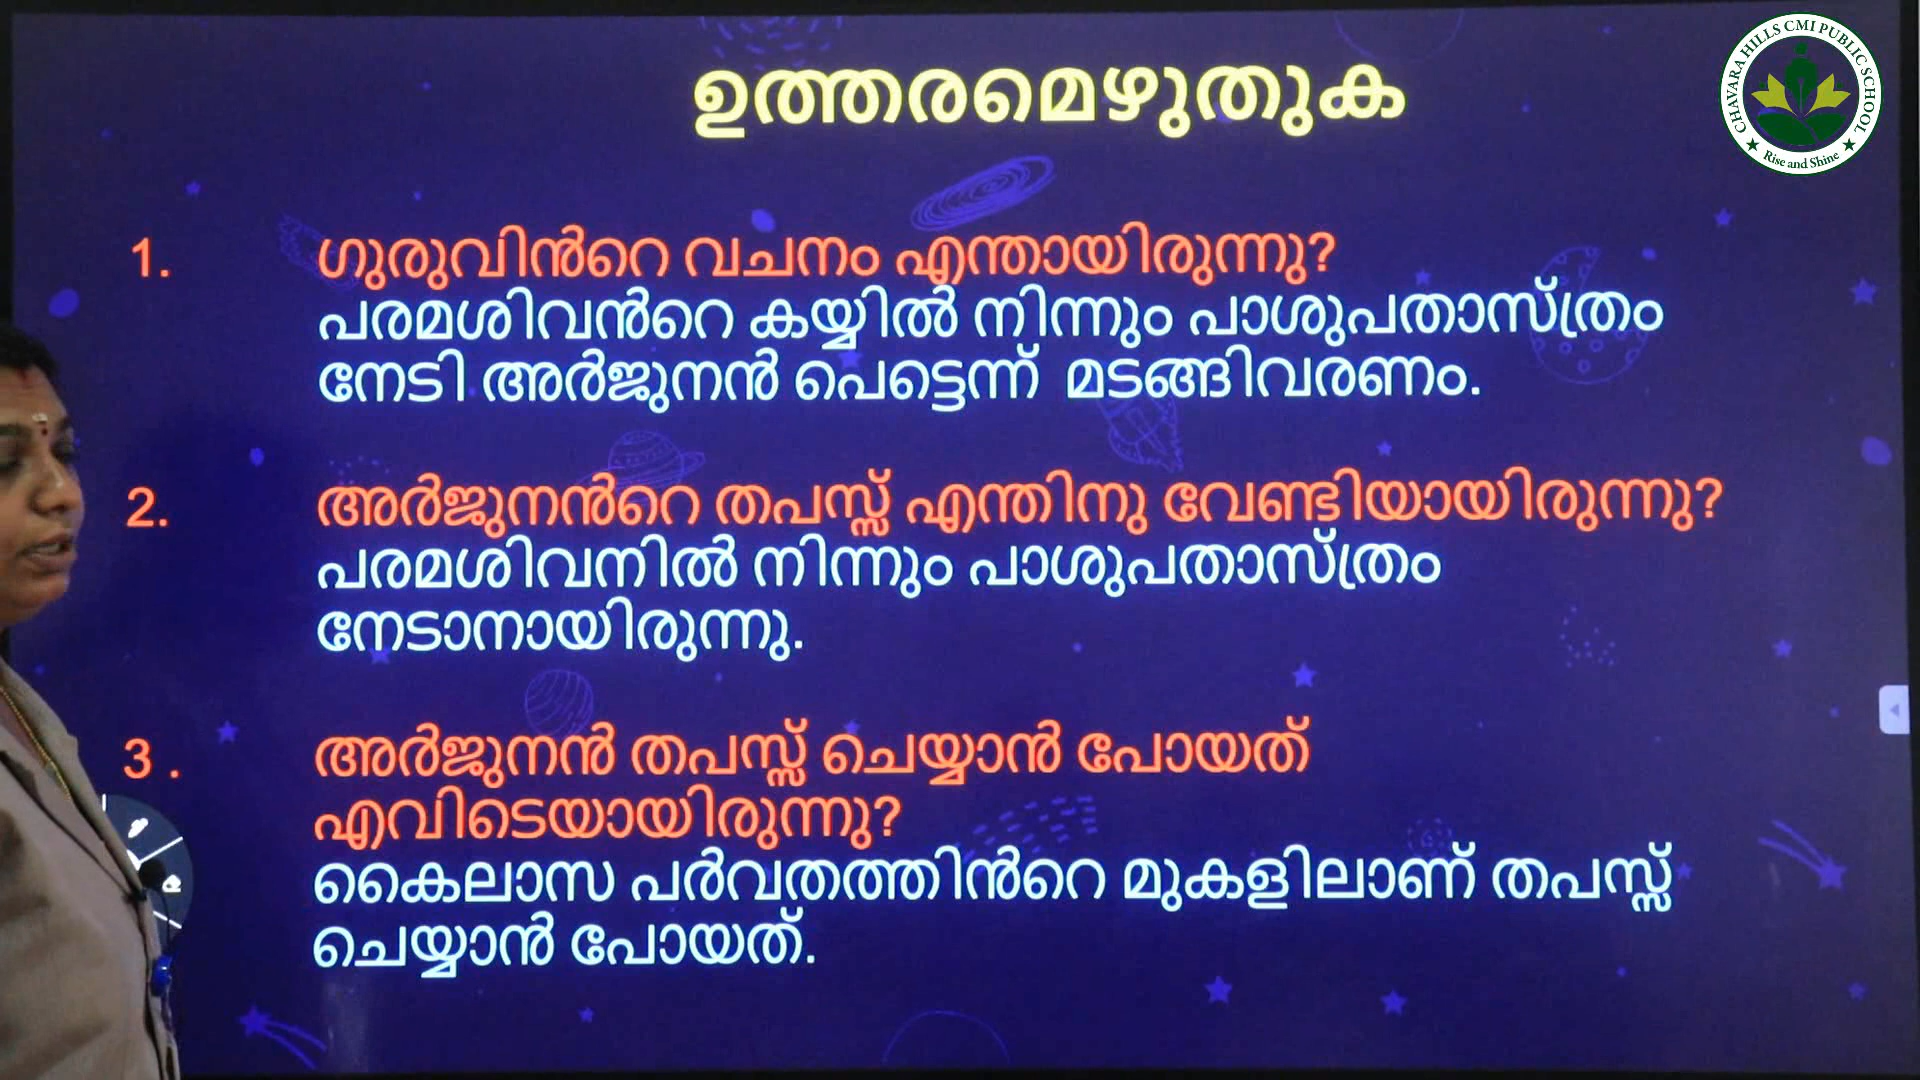 ഉത്തരമെഴുതുക
CHAVARA HILLS CMI PUBLIC SCHOOL
Rise and Shine
1. ഗുരുവിൻറെ വചനം എന്തായിരുന്നു?
പരമശിവൻറെ കയ്യിൽ നിന്നും പാശുപതാസ്ത്രം
നേടി അർജുനൻ പെട്ടെന്ന് മടങ്ങിവരണം.
2. അർജുനൻറെ തപസ്സ് എന്തിനു വേണ്ടിയായിരുന്നു?
പരമശിവനിൽ നിന്നും പാശുപതാസ്ത്രം
നേടാനായിരുന്നു.
3 . അർജുനൻ തപസ്സ് ചെയ്യാൻ പോയത്
എവിടെയായിരുന്നു?
കൈലാസ പർവതത്തിൻറെ മുകളിലാണ് തപസ്സ്
ചെയ്യാൻ പോയത്.